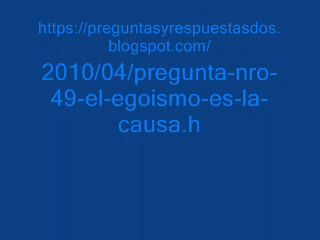 https://preguntasyrespuestasdos.
blogspot.com/
2010/04/pregunta-nro-
49-el-egoismo-es-la-
causa.h